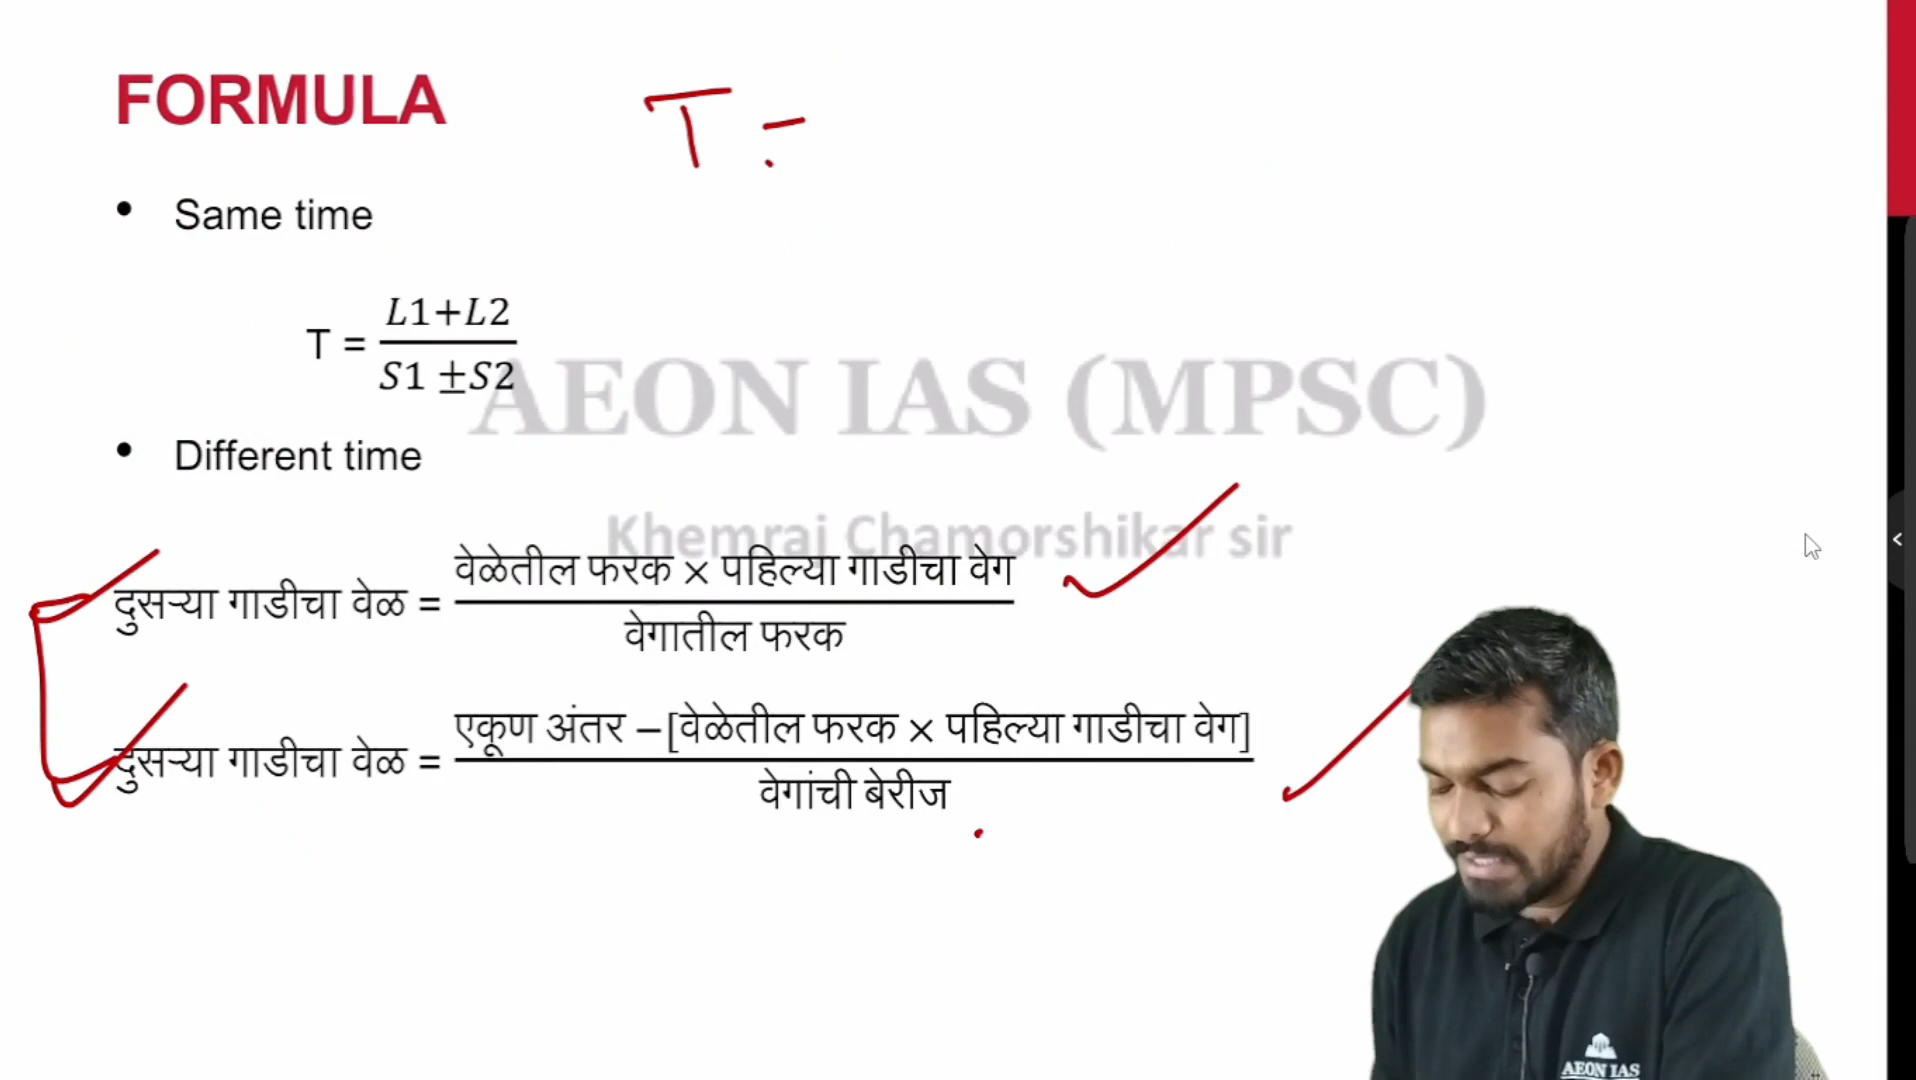 FORMULA
T =
• Same time
T = L1+L2
S1 ±S2
AEON IAS (MPSC)
• Different time
Khemraj Chamorshikar sir
दुसऱ्या गाडीचा वेळ = वेळेतील फरक × पहिल्या गाडीचा वेग
वेगातील फरक
दुसऱ्या गाडीचा वेळ = एकूण अंतर −[वेळेतील फरक × पहिल्या गाडीचा वेग]
वेगांची बेरीज
AEON IAS